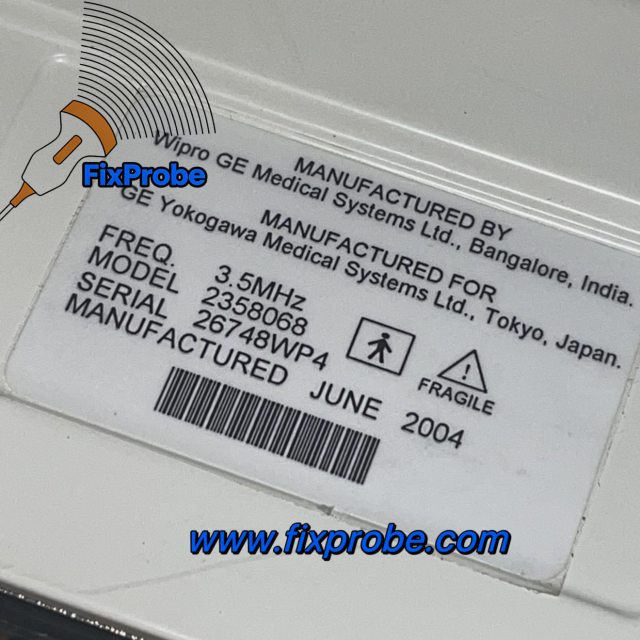 FixProbe
MANUFACTURED BY
Wipro GE Medical Systems Ltd., Bangalore, India.
MANUFACTURED FOR
GE Yokogawa Medical Systems Ltd., Tokyo, Japan.
FREQ. 3.5MHz
MODEL 2358068
SERIAL 26748WP4
MANUFACTURED JUNE 2004
FRAGILE
www.fixprobe.com